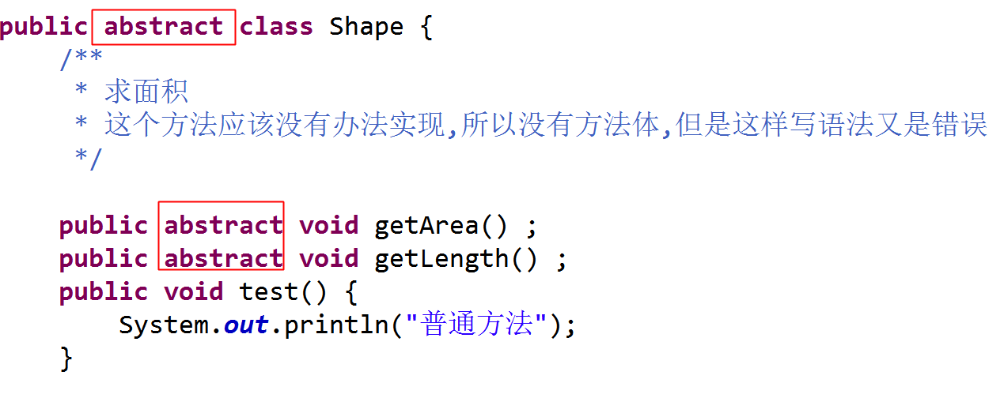 public abstract class Shape {
/**
* 求面积
* 这个方法应该没有办法实现,所以没有方法体,但是这样写语法又是错误
*/
public abstract void getArea() ;
public abstract void getLength() ;
public void test() {
System.out.println("普通方法");
}